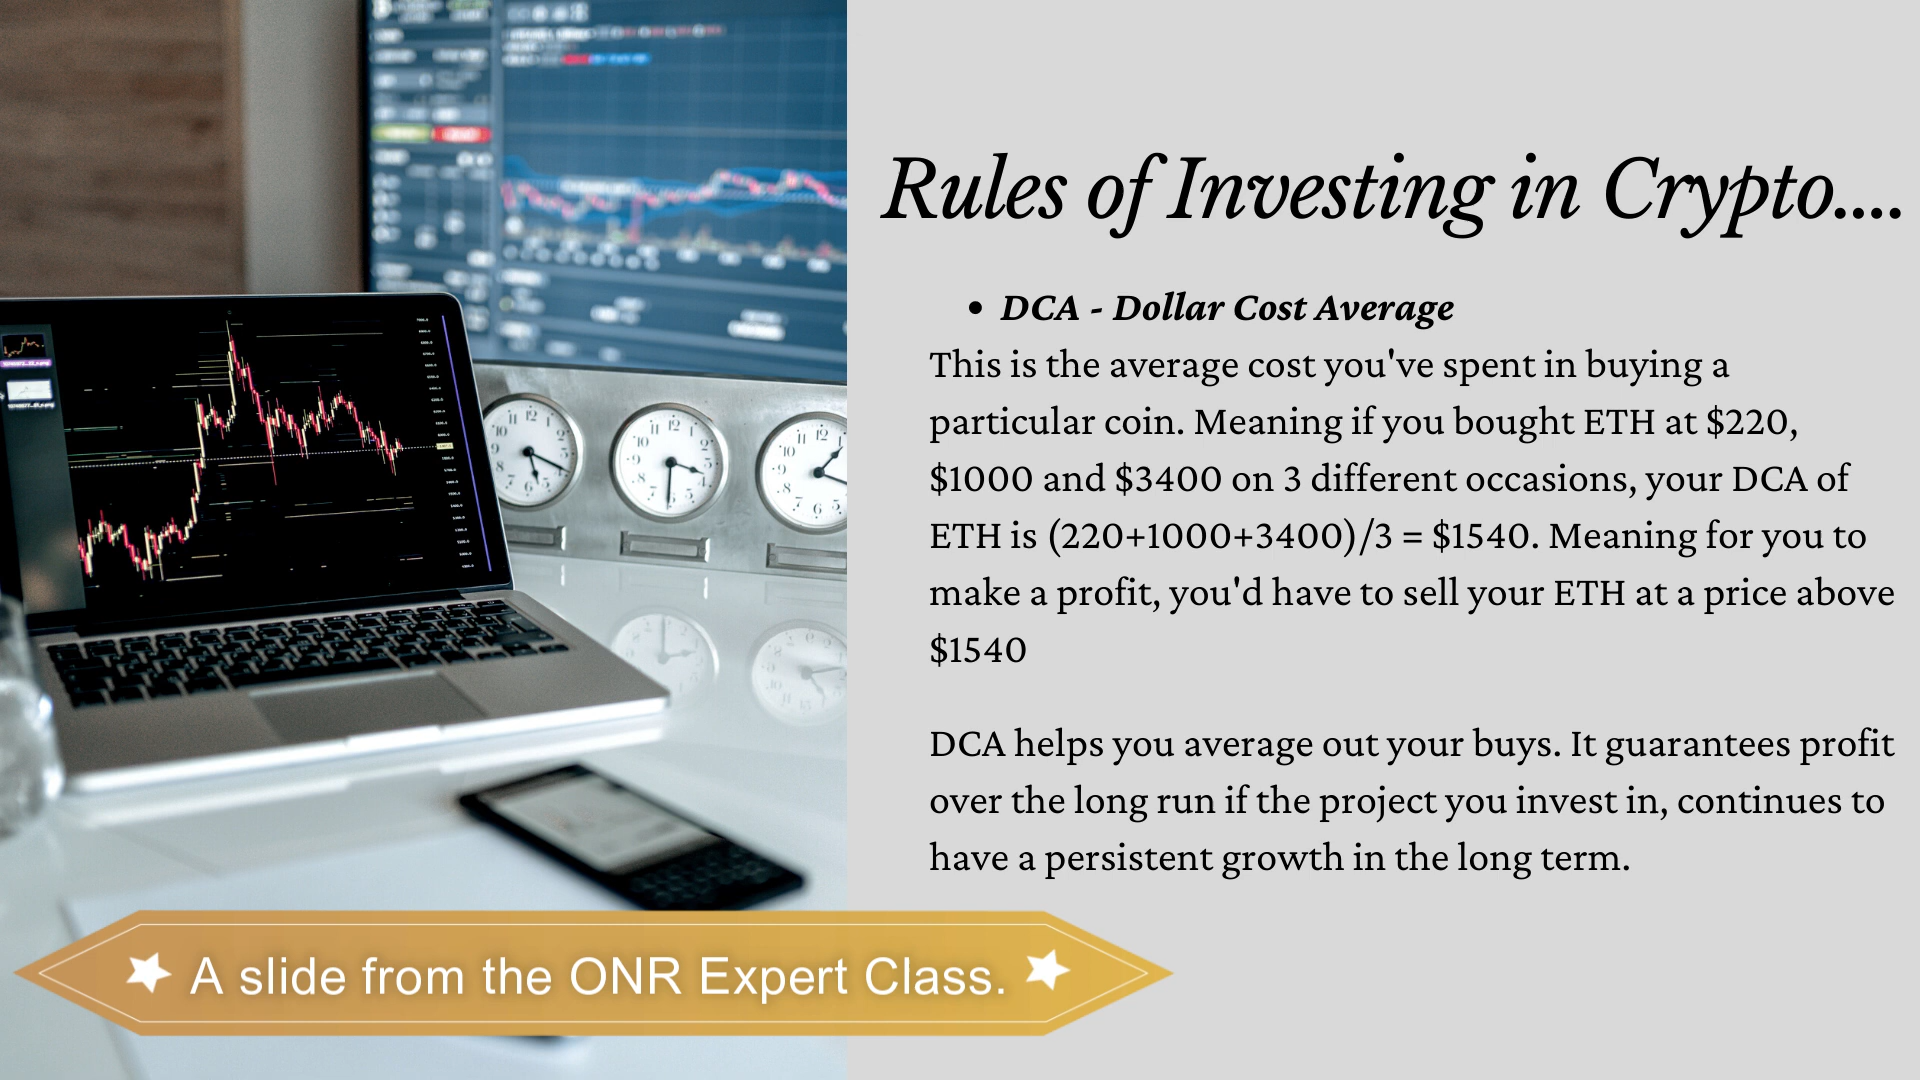 Rules of Investing in Crypto....
• DCA - Dollar Cost Average
This is the average cost you've spent in buying a
particular coin. Meaning if you bought ETH at $220,
$1000 and $3400 on 3 different occasions, your DCA of
ETH is (220+1000+3400)/3 = $1540. Meaning for you to
make a profit, you'd have to sell your ETH at a price above
$1540
DCA helps you average out your buys. It guarantees profit
over the long run if the project you invest in, continues to
have a persistent growth in the long term.
A slide from the ONR Expert Class.